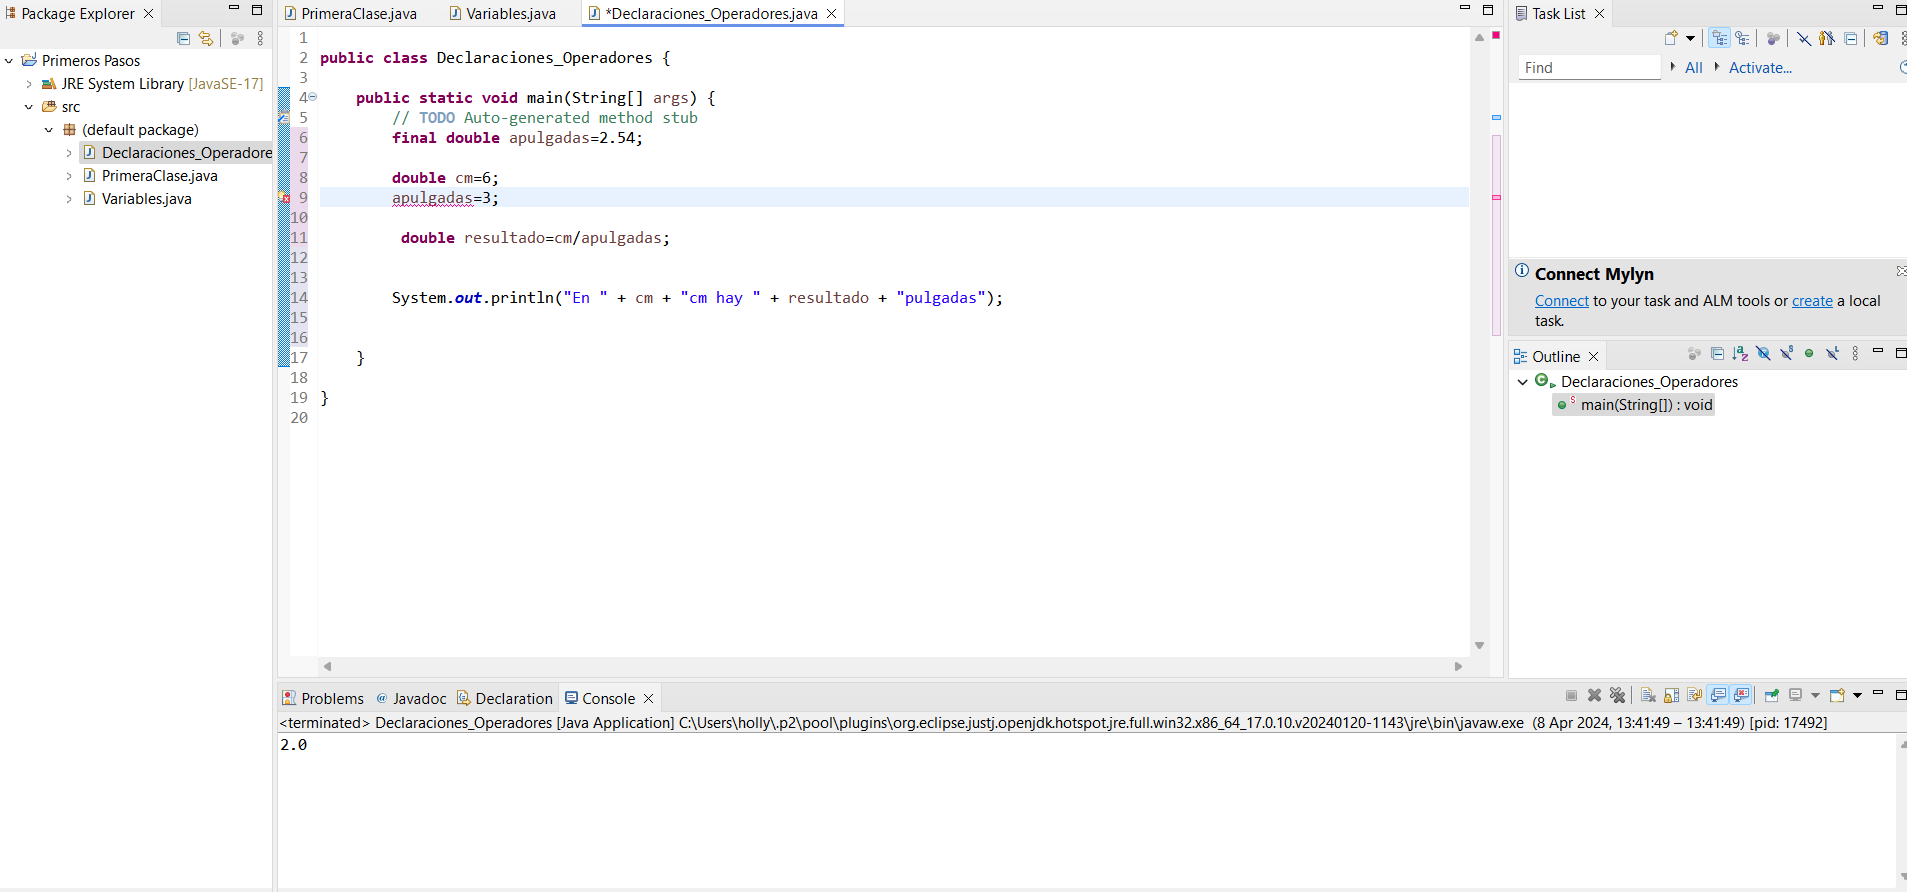 Package Explorer
Primeros Pasos
JRE System Library [JavaSE-17]
src
(default package)
Declaraciones_Operadore
PrimeraClase.java
Variables.java
PrimeraClase.java
Variables.java
*Declaraciones_Operadores.java
1
2 public class Declaraciones_Operadores {
3
4 public static void main(String[] args) {
5 // TODO Auto-generated method stub
6 final double apulgadas=2.54;
7
8 double cm=6;
9 apulgadas=3;
10
11 double resultado=cm/apulgadas;
12
13
14 System.out.println("En " + cm + "cm hay " + resultado + "pulgadas");
15
16
17 }
18
19 }
20
Task List
Find
All
Activate...
Connect Mylyn
Connect to your task and ALM tools or create a local
task.
Outline
Declaraciones_Operadores
main(String[]) : void
Problems
Javadoc
Declaration
Console
<terminated> Declaraciones_Operadores [Java Application] C:\Users\holly\.p2\pool\plugins\org.eclipse.justj.openjdk.hotspot.jre.full.win32.x86_64_17.0.10.v20240120-1143\jre\bin\javaw.exe (8 Apr 2024, 13:41:49 – 13:41:49) [pid: 17492]
2.0